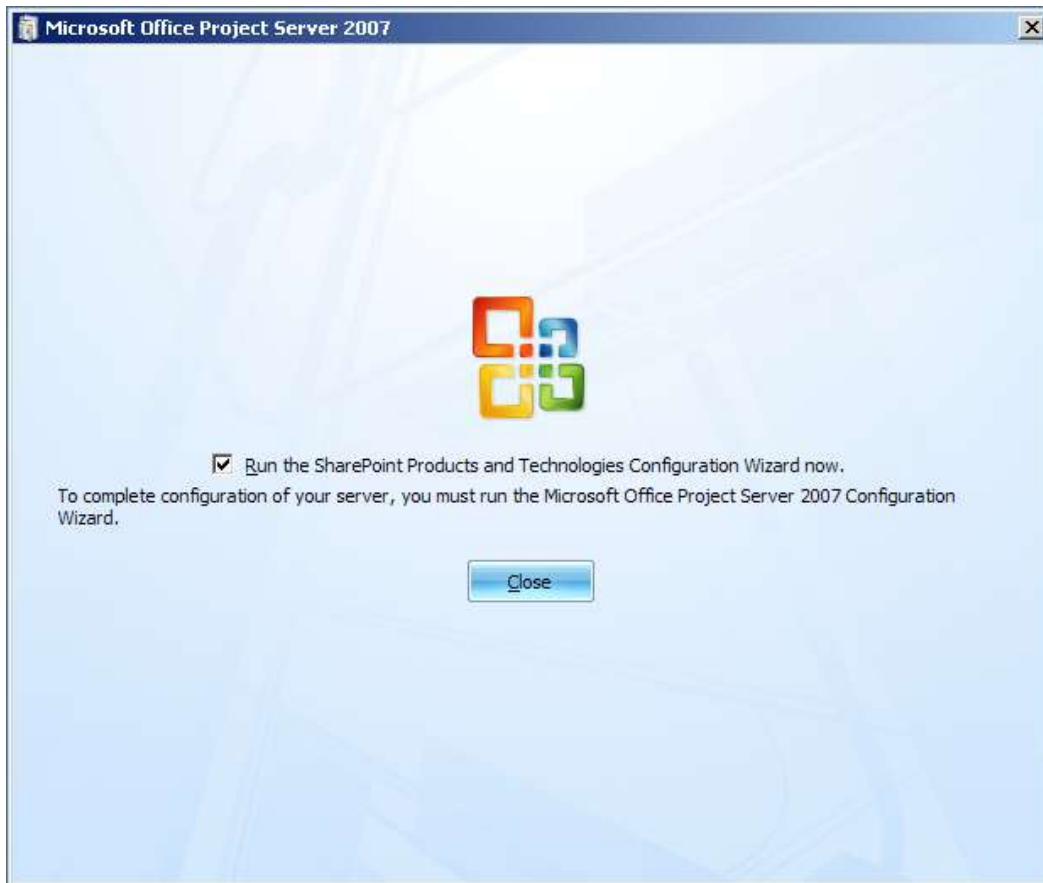 Microsoft Office Project Server 2007
Run the SharePoint Products and Technologies Configuration Wizard now.
To complete configuration of your server, you must run the Microsoft Office Project Server 2007 Configuration
Wizard.
Close